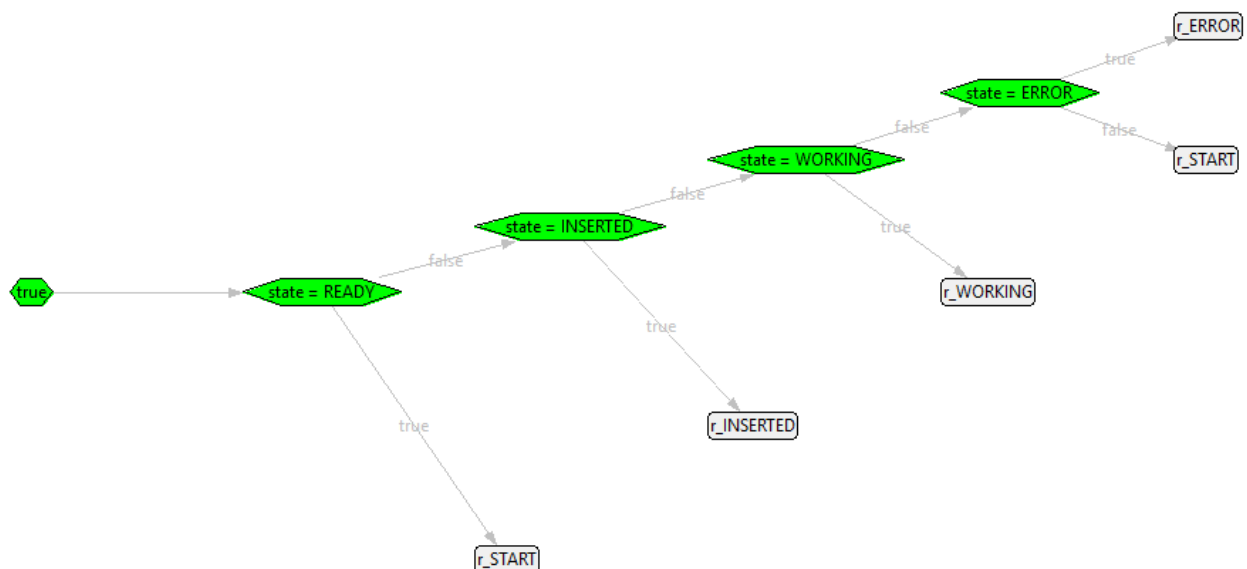 r_ERROR
true
state = ERROR
false
false
r_START
state = WORKING
false
true
state = INSERTED
false
r_WORKING
true
state = READY
true
r_INSERTED
true
r_START